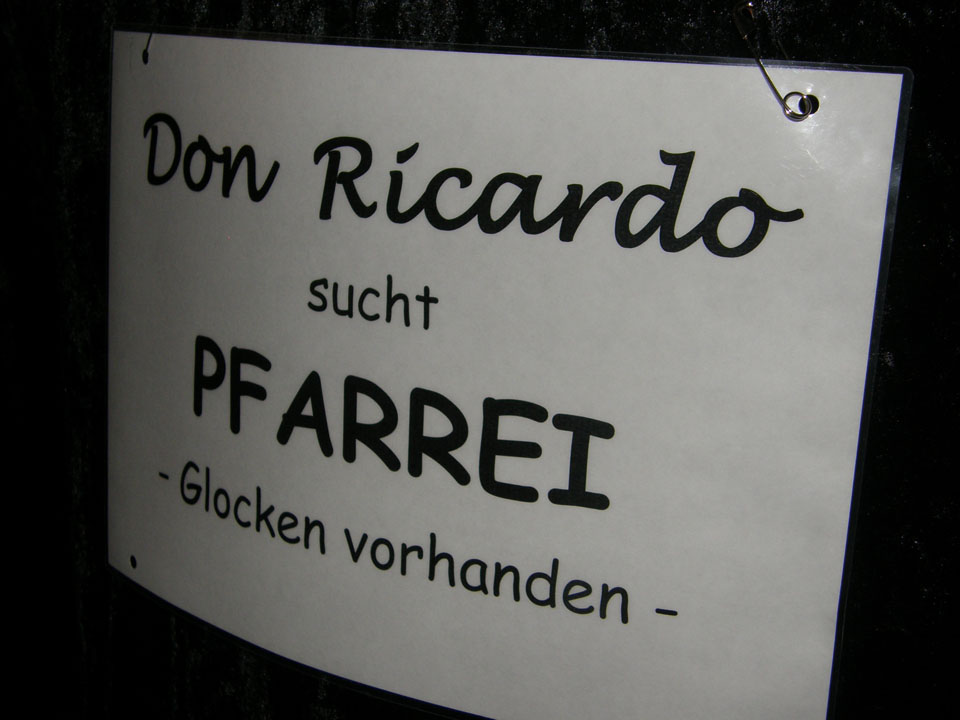 Don Ricardo
sucht
PFARREI
- Glocken vorhanden -